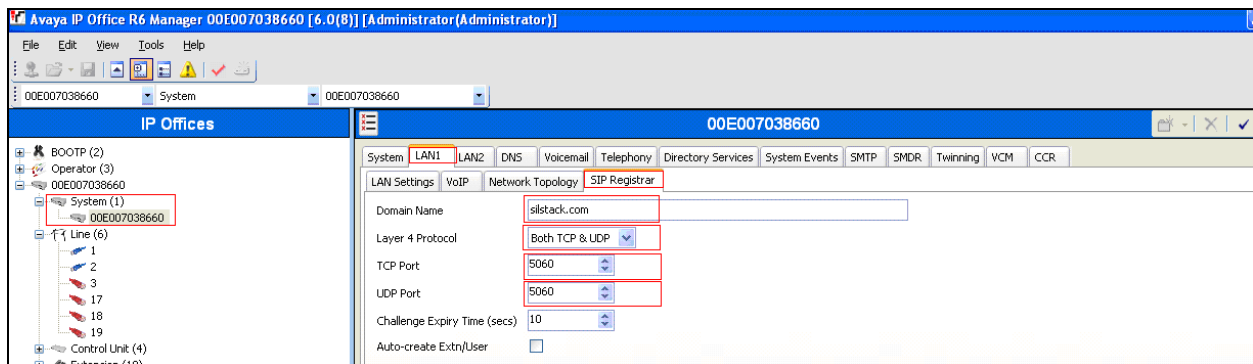 Avaya IP Office R6 Manager 00E007038660 [6.0(8)] [Administrator(Administrator)]
File Edit View Tools Help
00E007038660 System 00E007038660
IP Offices
BOOTP (2)
Operator (3)
00E007038660
System (1)
00E007038660
Line (6)
1
2
3
17
18
19
Control Unit (4)
00E007038660
System LAN1 LAN2 DNS Voicemail Telephony Directory Services System Events SMTP SMDR Twinning VCM CCR
LAN Settings VoIP Network Topology SIP Registrar
Domain Name silstack.com
Layer 4 Protocol Both TCP & UDP
TCP Port 5060
UDP Port 5060
Challenge Expiry Time (secs) 10
Auto-create Extn/User